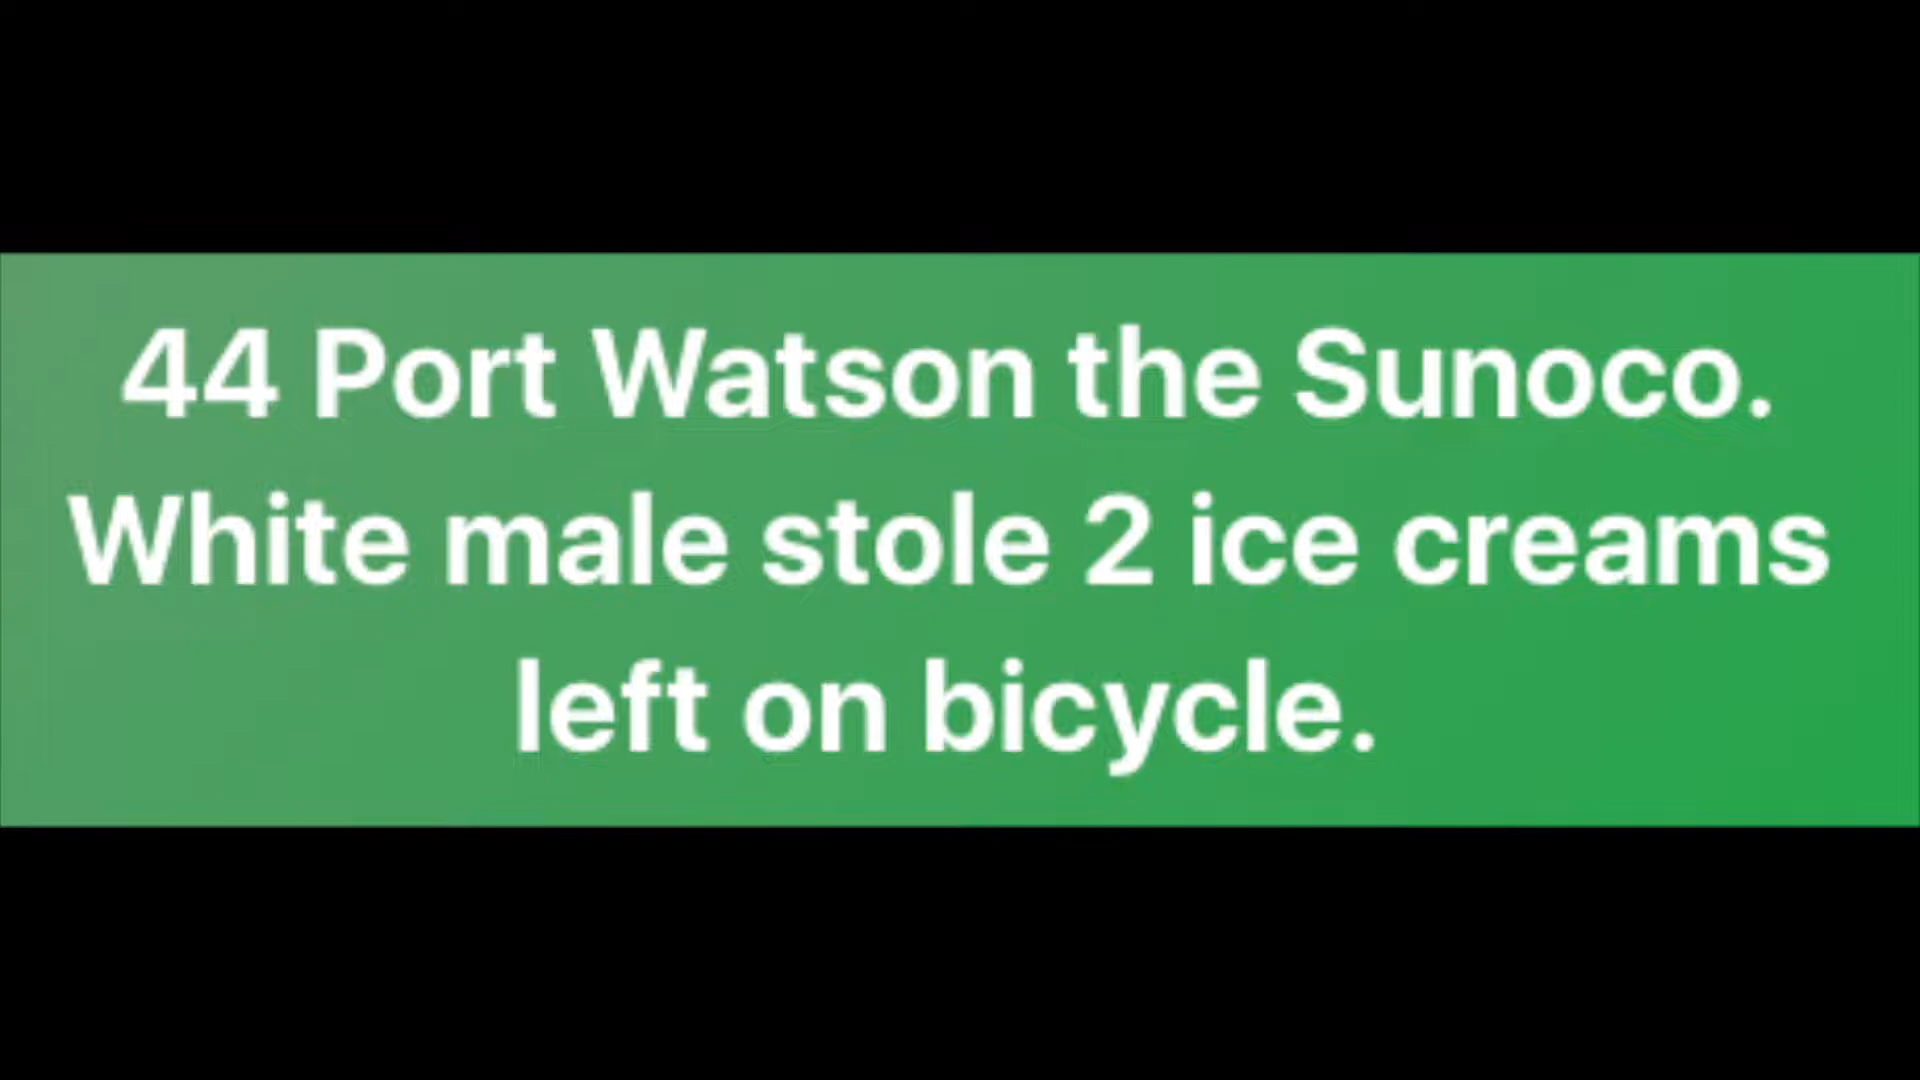 44 Port Watson the Sunoco.
White male stole 2 ice creams
left on bicycle.